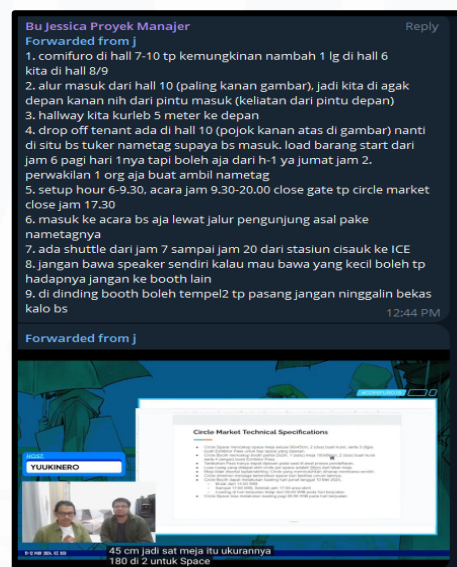 Bu Jessica Proyek Manajer
Reply
Forwarded from j
1. comifuro di hall 7-10 tp kemungkinan nambah 1 lg di hall 6
kita di hall 8/9
2. alur masuk dari hall 10 (paling kanan gambar), jadi kita di agak
depan kanan nih dari pintu masuk (keliatan dari pintu depan)
3. hallway kita kurleb 5 meter ke depan
4. drop off tenant ada di hall 10 (pojok kanan atas di gambar) nanti
di situ bs tuker nametag supaya bs masuk. load barang start dari
jam 6 pagi hari 1nya tapi boleh aja dari h-1 ya jumat jam 2.
perwakilan 1 org aja buat ambil nametag
5. setup hour 6-9.30, acara jam 9.30-20.00 close gate tp circle market
close jam 17.30
6. masuk ke acara bs aja lewat jalur pengunjung asal pake
nametagnya
7. ada shuttle dari jam 7 sampai jam 20 dari stasiun cisauk ke ICE
8. jangan bawa speaker sendiri kalau mau bawa yang kecil boleh tp
hadapnya jangan ke booth lain
9. di dinding booth boleh tempel2 tp pasang jangan ninggalin bekas
kalo bs
12:44 PM
Forwarded from j
Circle Market Technical Specifications
HOST
YUUKINERO
45 cm jadi sat meja itu ukurannya
180 di 2 untuk Space